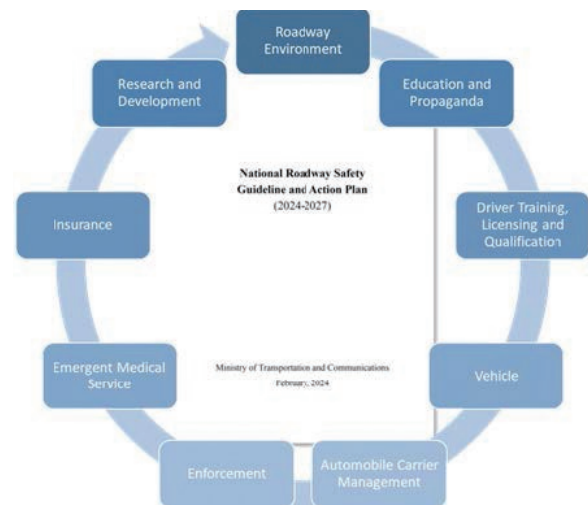 Roadway
Environment
Education and
Propaganda
Driver Training,
Licensing and
Qualification
Vehicle
Automobile Carrier
Management
Enforcement
Emergent Medical
Service
Insurance
Research and
Development
National Roadway Safety
Guideline and Action Plan
(2024-2027)
Ministry of Transportation and Communications
February, 2024